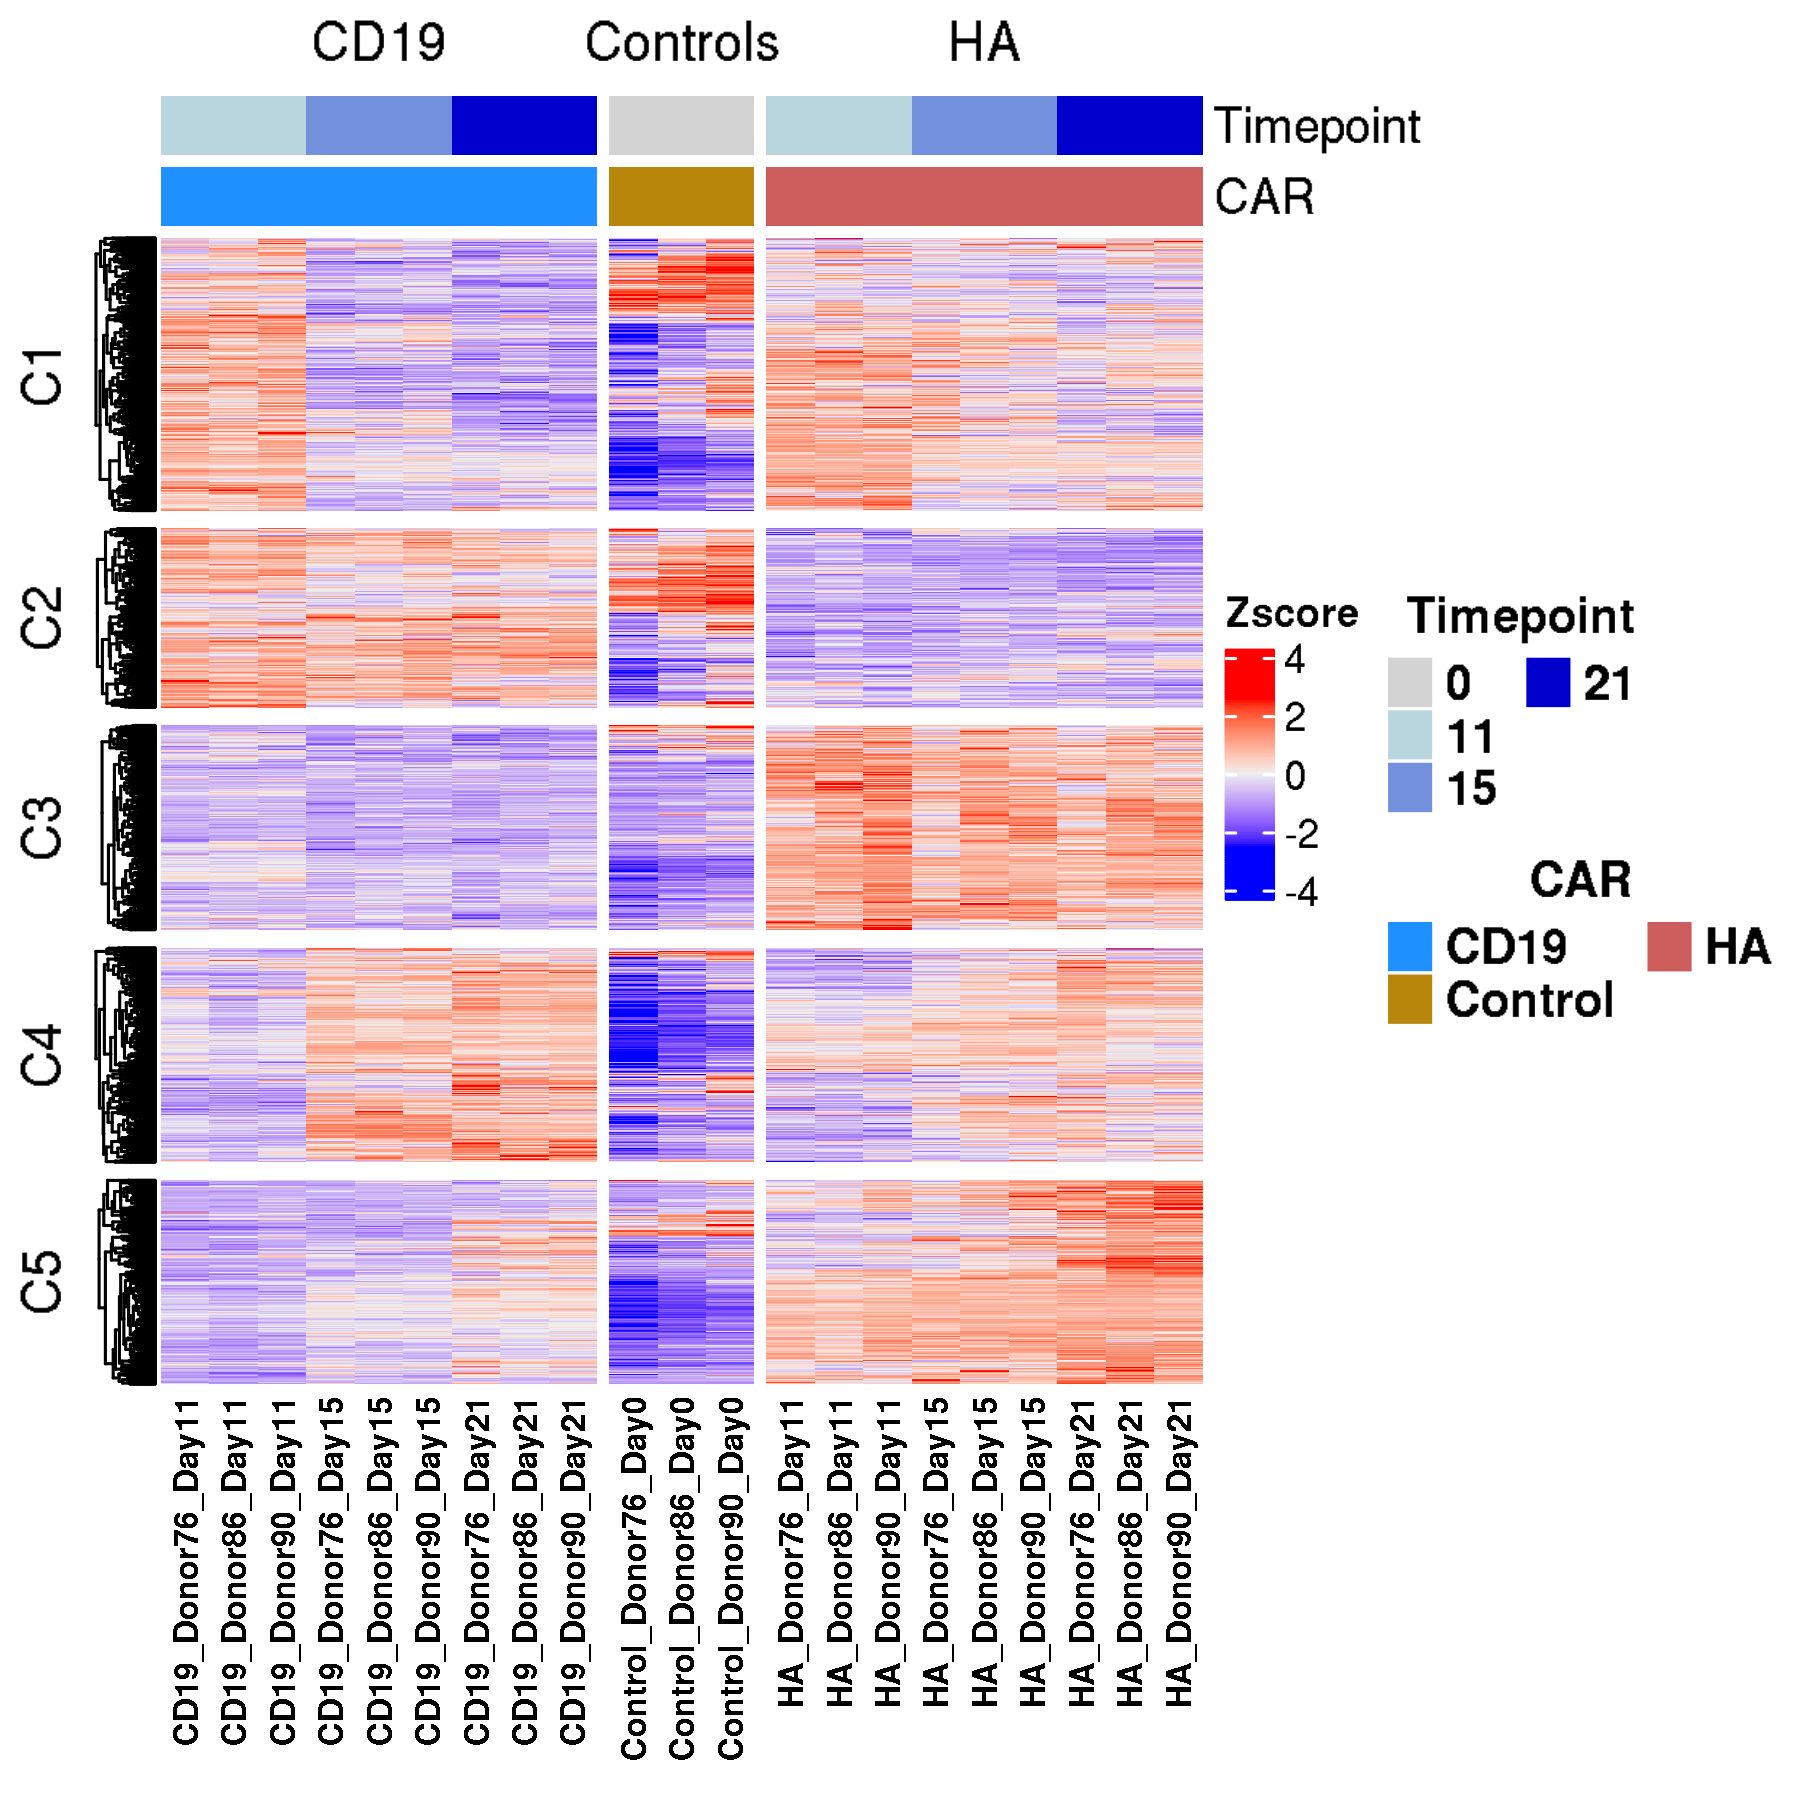 CD19 Controls HA
Timepoint
CAR
C1
C2
C3
C4
C5
Zscore
4
2
0
-2
-4
Timepoint
0 21
11
15
CAR
CD19 HA
Control
CD19_Donor76_Day11
CD19_Donor86_Day11
CD19_Donor90_Day11
CD19_Donor76_Day15
CD19_Donor86_Day15
CD19_Donor90_Day15
CD19_Donor76_Day21
CD19_Donor86_Day21
CD19_Donor90_Day21
Control_Donor76_Day0
Control_Donor86_Day0
Control_Donor90_Day0
HA_Donor76_Day11
HA_Donor86_Day11
HA_Donor90_Day11
HA_Donor76_Day15
HA_Donor86_Day15
HA_Donor90_Day15
HA_Donor76_Day21
HA_Donor86_Day21
HA_Donor90_Day21